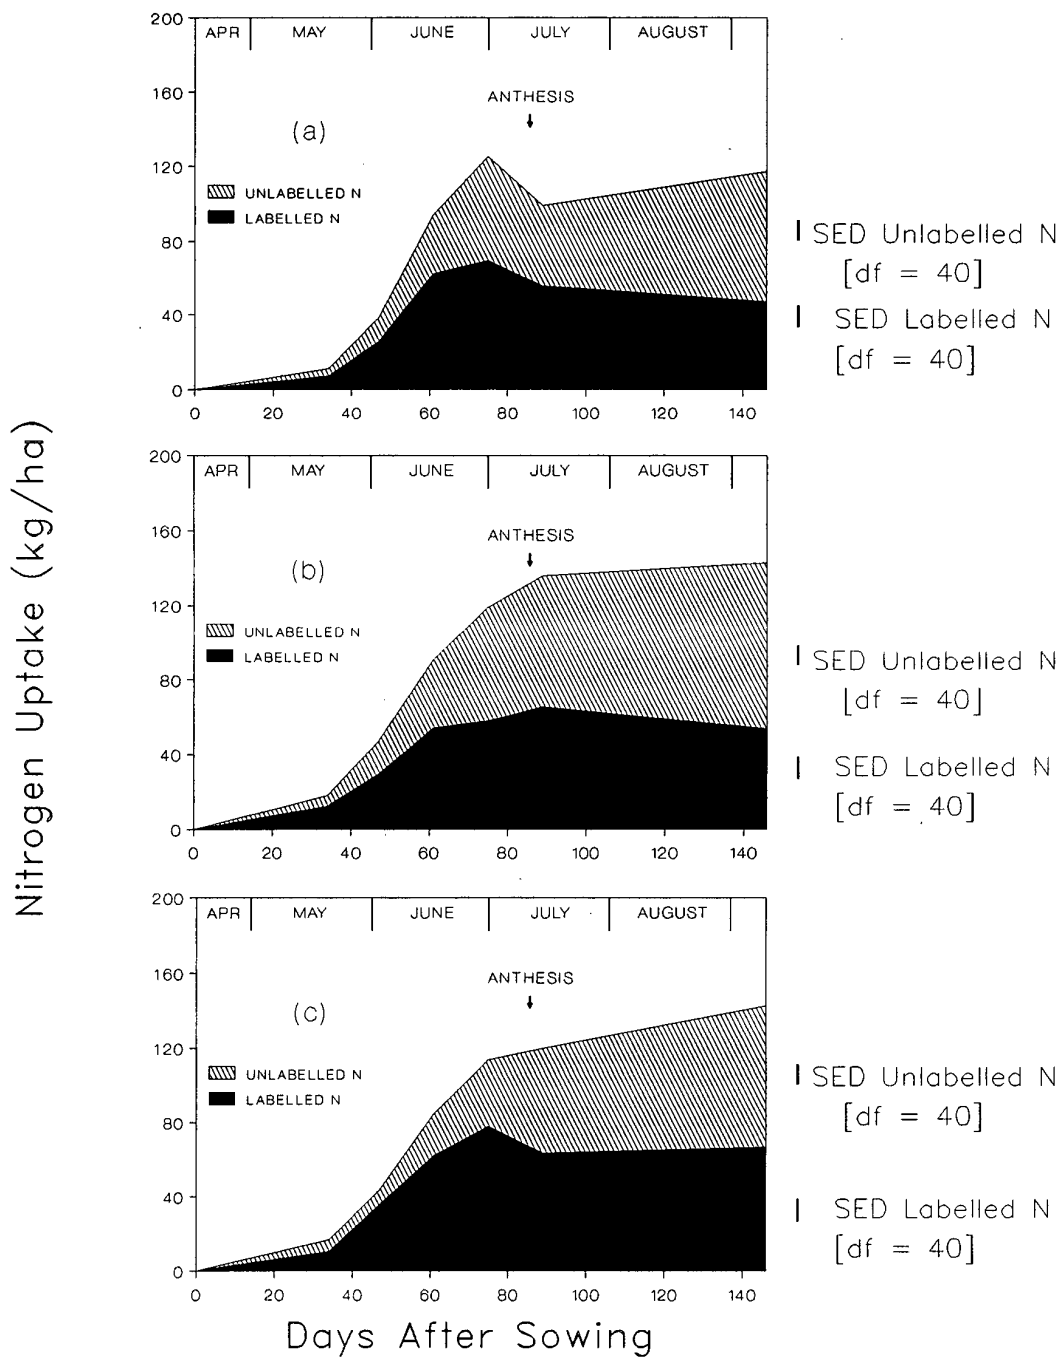 Nitrogen Uptake (kg/ha)
200
APR MAY JUNE JULY AUGUST
160
ANTHESIS
(a)
120
UNLABELLED N
LABELLED N
80
40
0
0 20 40 60 80 100 120 140
SED Unlabelled N
[df = 40]
SED Labelled N
[df = 40]
200
APR MAY JUNE JULY AUGUST
160
ANTHESIS
(b)
120
UNLABELLED N
LABELLED N
80
40
0
0 20 40 60 80 100 120 140
SED Unlabelled N
[df = 40]
SED Labelled N
[df = 40]
200
APR MAY JUNE JULY AUGUST
160
ANTHESIS
(c)
120
UNLABELLED N
LABELLED N
80
40
0
0 20 40 60 80 100 120 140
SED Unlabelled N
[df = 40]
SED Labelled N
[df = 40]
Days After Sowing